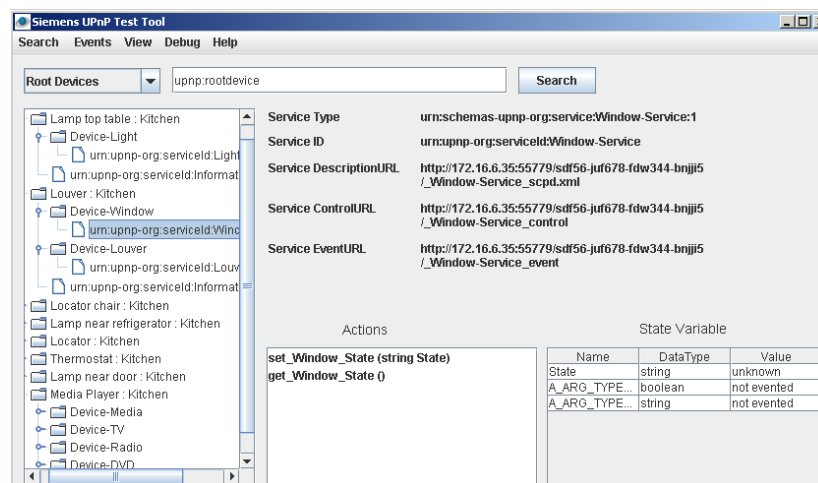 Siemens UPnP Test Tool
Search Events View Debug Help
Root Devices
upnp:rootdevice
Search
Lamp top table : Kitchen
Device-Light
urn:upnp-org:serviceId:Light
urn:upnp-org:serviceId:Informat
Louver : Kitchen
Device-Window
urn:upnp-org:serviceId:Winc
Device-Louver
urn:upnp-org:serviceId:Louv
urn:upnp-org:serviceId:Informat
Locator chair : Kitchen
Lamp near refrigerator : Kitchen
Locator : Kitchen
Thermostat : Kitchen
Lamp near door : Kitchen
Media Player : Kitchen
Device-Media
Device-TV
Device-Radio
Device-DVD
Service Type urn:schemas-upnp-org:service:Window-Service:1
Service ID urn:upnp-org:serviceId:Window-Service
Service DescriptionURL http://172.16.6.35:55779/sdf56-juf678-fdw344-bnjji5
/_Window-Service_scpd.xml
Service ControlURL http://172.16.6.35:55779/sdf56-juf678-fdw344-bnjji5
/_Window-Service_control
Service EventURL http://172.16.6.35:55779/sdf56-juf678-fdw344-bnjji5
/_Window-Service_event
Actions
set_Window_State (string State)
get_Window_State ()
State Variable
Name DataType Value
State string unknown
A_ARG_TYPE... boolean not evented
A_ARG_TYPE... string not evented